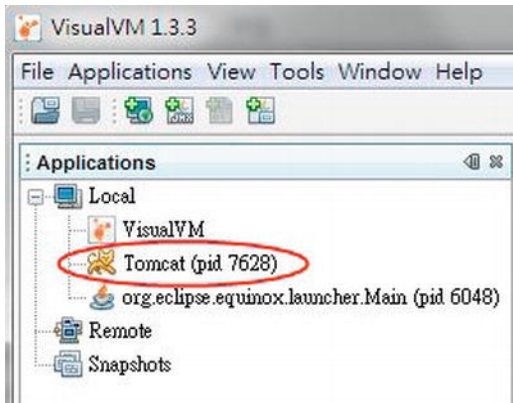 VisualVM 1.3.3
File Applications View Tools Window Help
JMX
Applications
Local
VisualVM
Tomcat (pid 7628)
org.eclipse.equinox.launcher.Main (pid 6048)
Remote
Snapshots